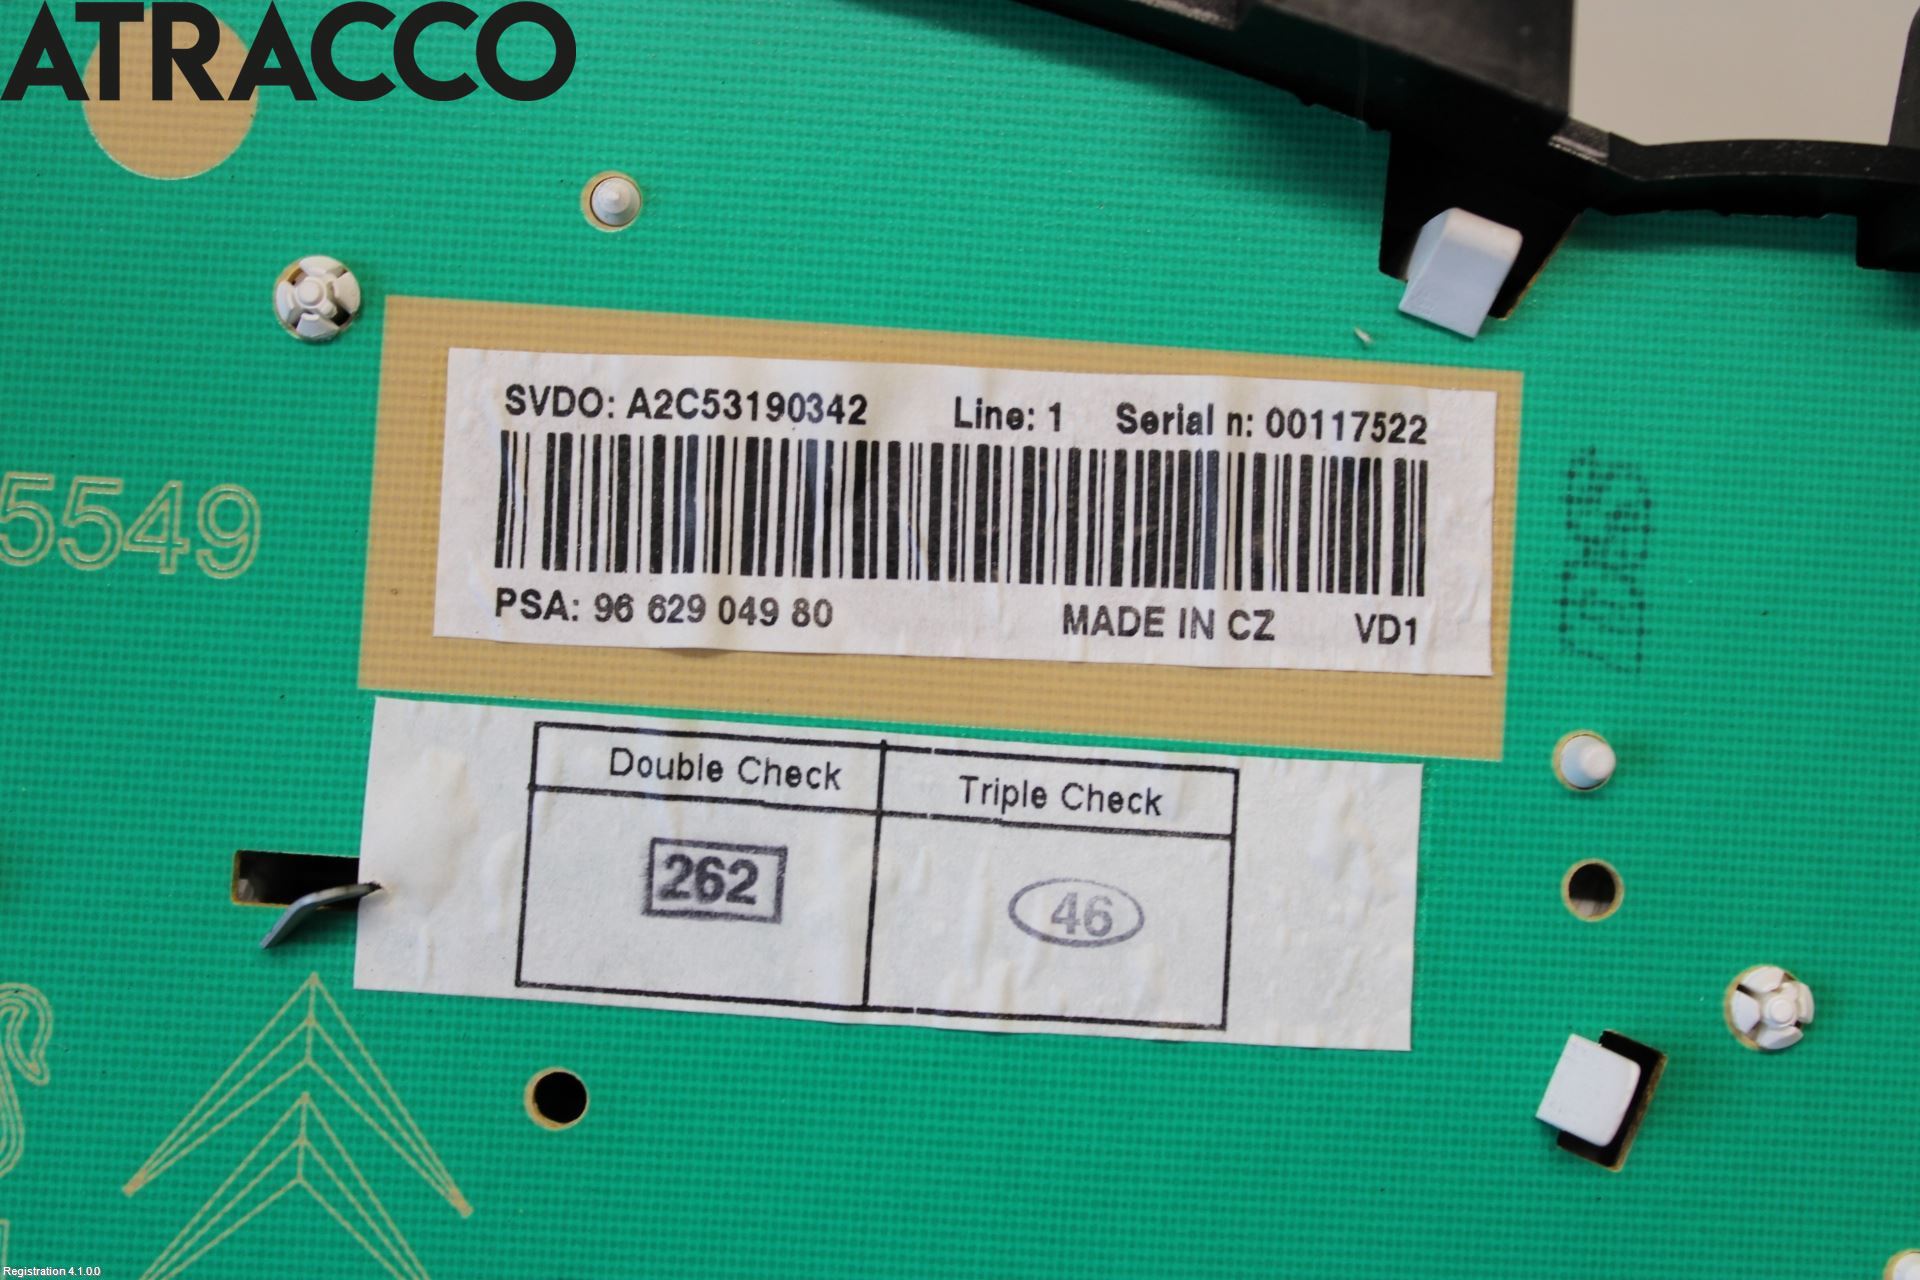 ATRACCO
SVDO: A2C53190342 Line: 1 Serial n: 00117522
PSA: 96 629 049 80 MADE IN CZ VD1
5549
Double Check Triple Check
262 46
Registration 4.1.0.0